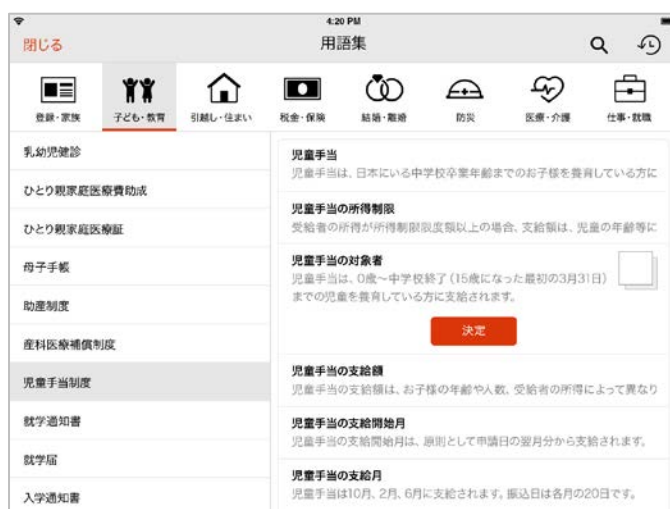 4:20 PM
閉じる
用語集
登録・家族
子ども・教育
引越し・住まい
税金・保険
結婚・離婚
防災
医療・介護
仕事・就職
乳幼児健診
ひとり親家庭医療費助成
ひとり親家庭医療証
母子手帳
助産制度
産科医療補償制度
児童手当制度
就学通知書
就学届
入学通知書
児童手当
児童手当は、日本にいる中学校卒業年齢までのお子様を養育している方に
児童手当の所得制限
受給者の所得が所得制限限度額以上の場合、支給額は、児童の年齢等に
児童手当の対象者
児童手当は、0歳〜中学校終了(15歳になった最初の3月31日)
までの児童を養育している方に支給されます。
決定
児童手当の支給額
児童手当の支給額は、お子様の年齢や人数、受給者の所得によって異なり
児童手当の支給開始月
児童手当の支給開始月は、原則として申請日の翌月分から支給されます。
児童手当の支給月
児童手当は10月、2月、6月に支給されます。振込日は各月の20日です。